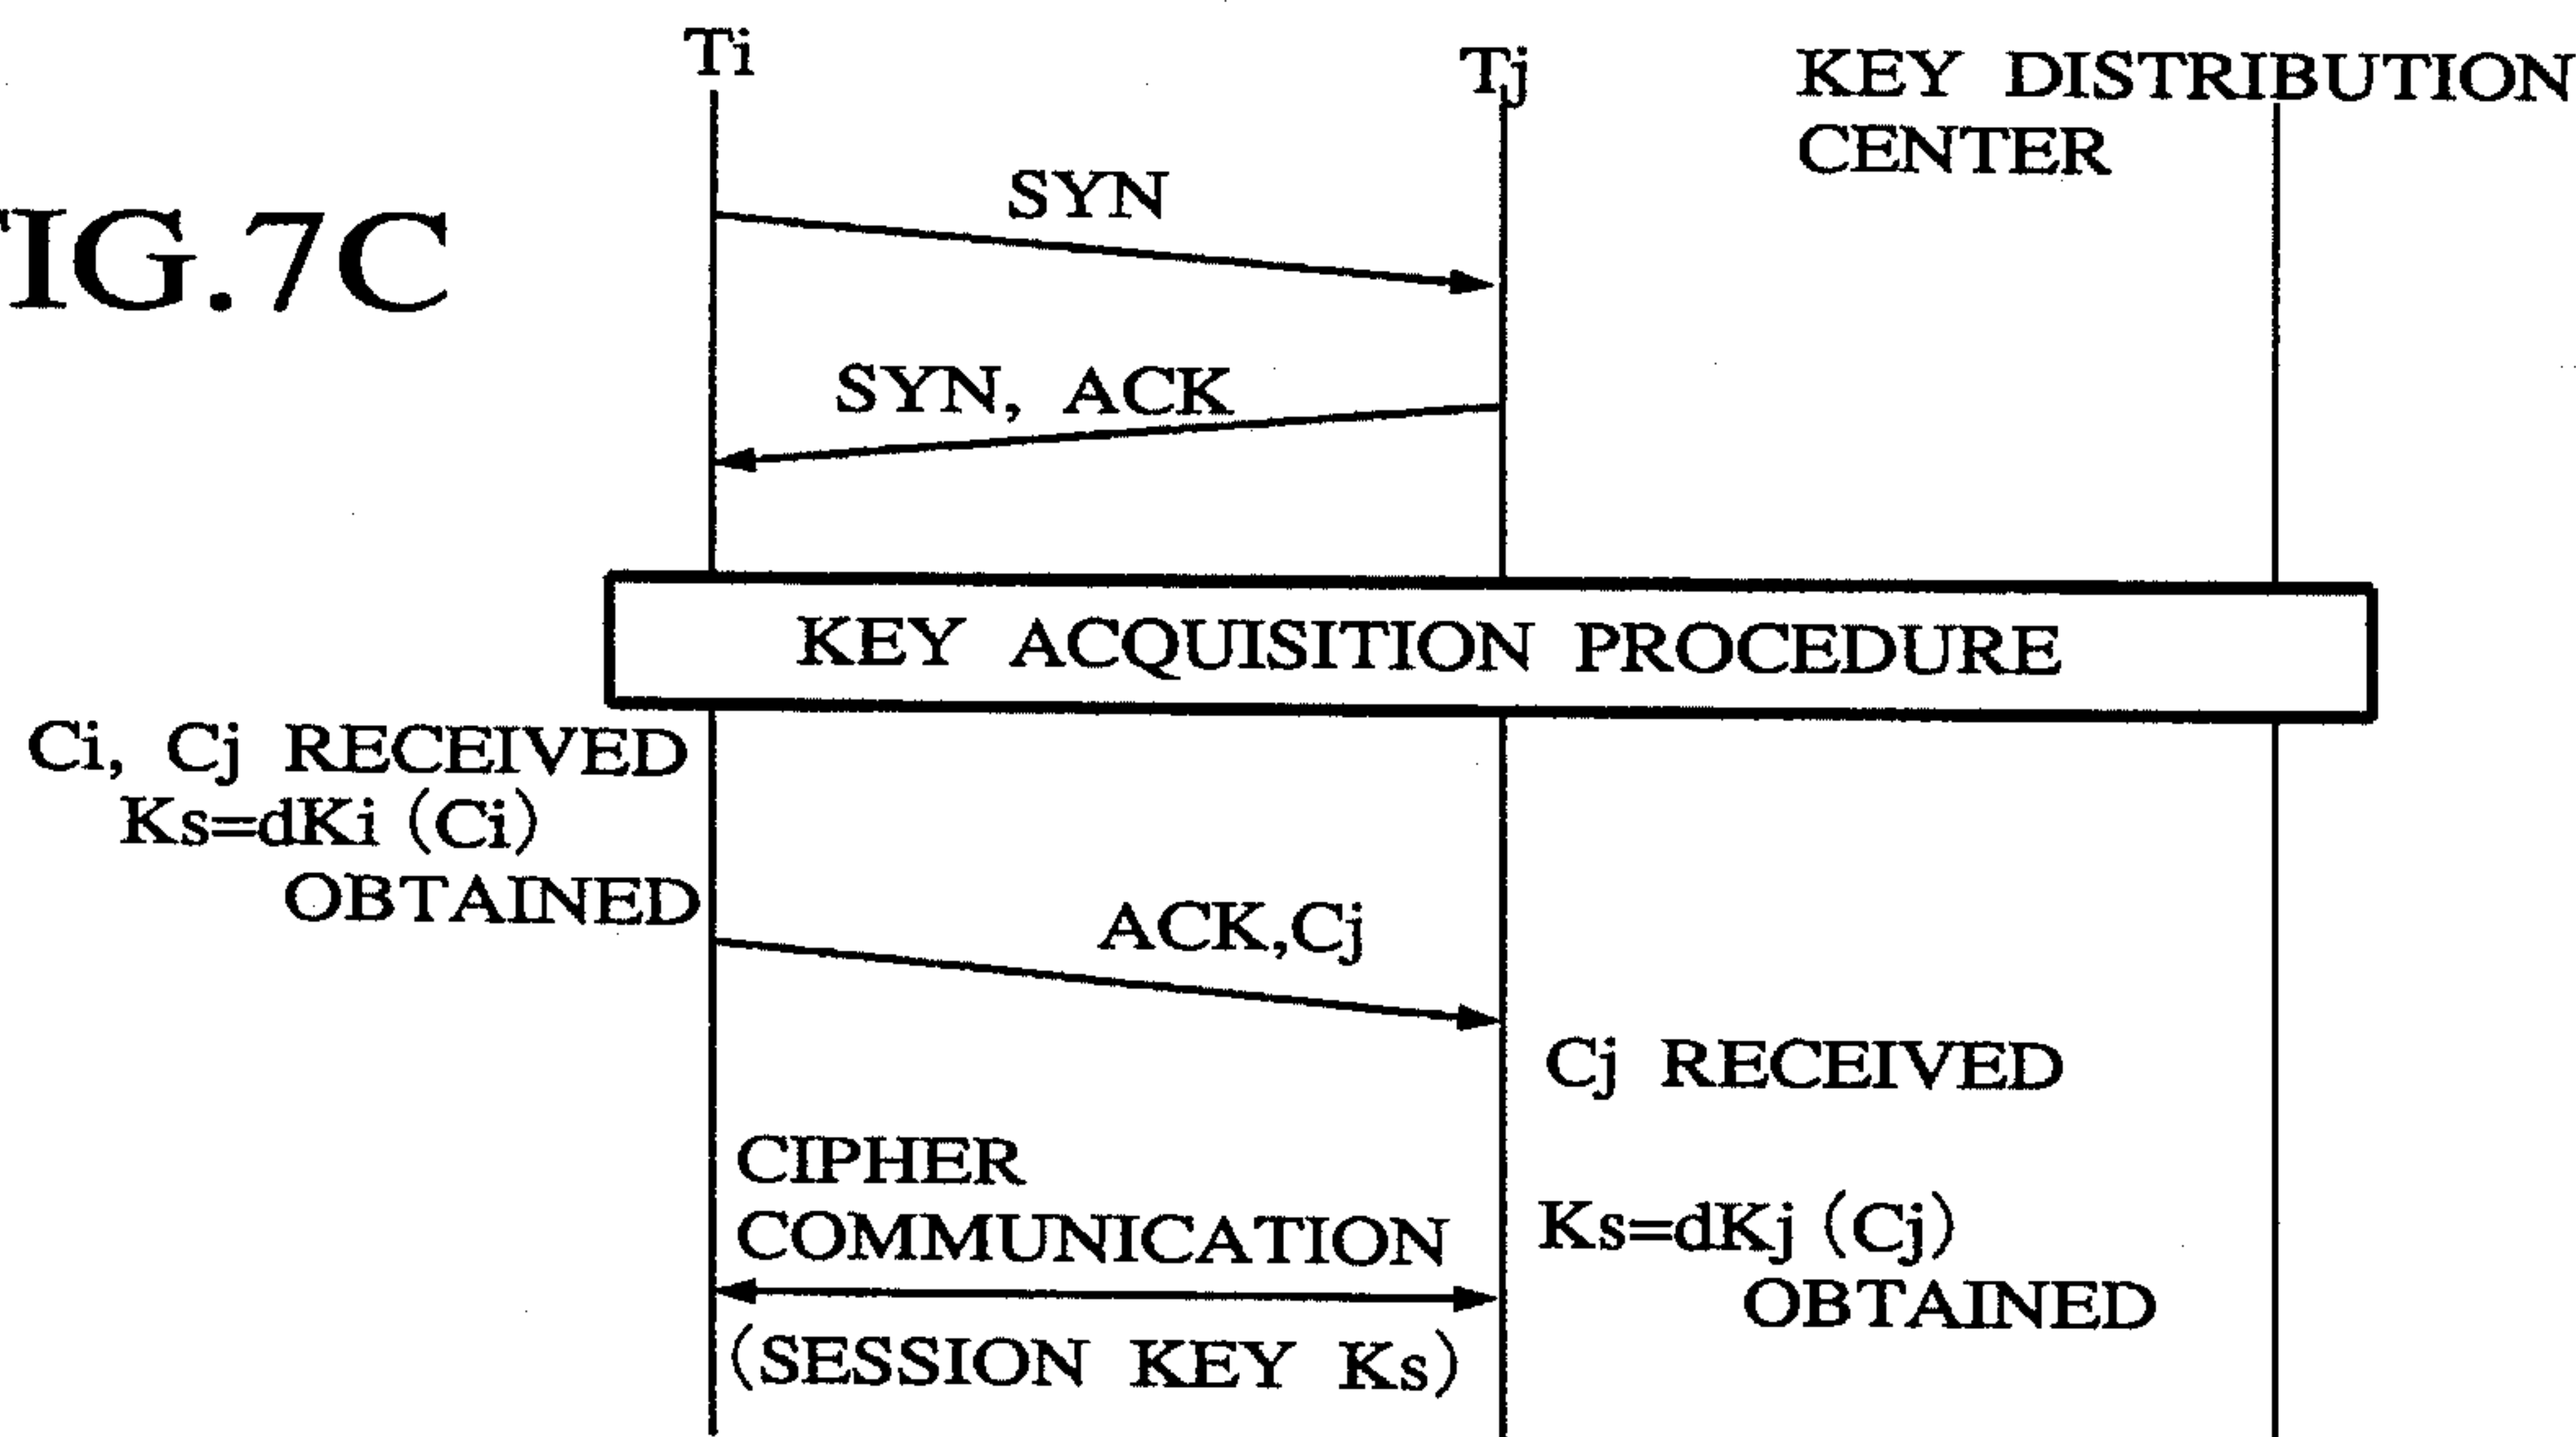 Ti
Tj
KEY DISTRIBUTION
CENTER
FIG.7C
SYN
SYN, ACK
KEY ACQUISITION PROCEDURE
Ci, Cj RECEIVED
Ks=dKi (Ci)
OBTAINED
ACK,Cj
Cj RECEIVED
CIPHER
COMMUNICATION
(SESSION KEY Ks)
Ks=dKj (Cj)
OBTAINED